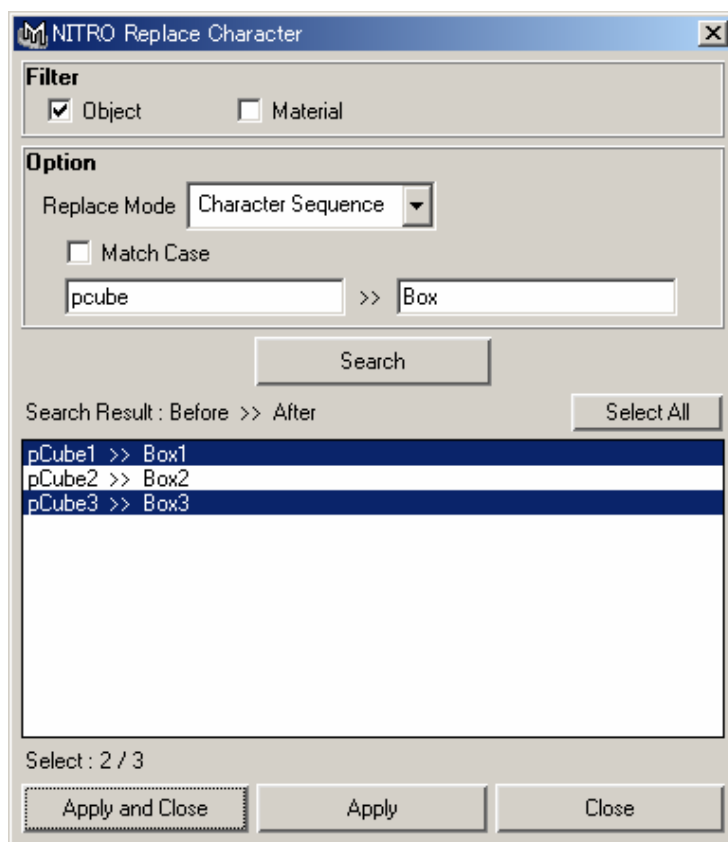 NITRO Replace Character
Filter
Object Material
Option
Replace Mode Character Sequence
Match Case
pcube >> Box
Search
Search Result : Before >> After Select All
pCube1 >> Box1
pCube2 >> Box2
pCube3 >> Box3
Select : 2 / 3
Apply and Close Apply Close